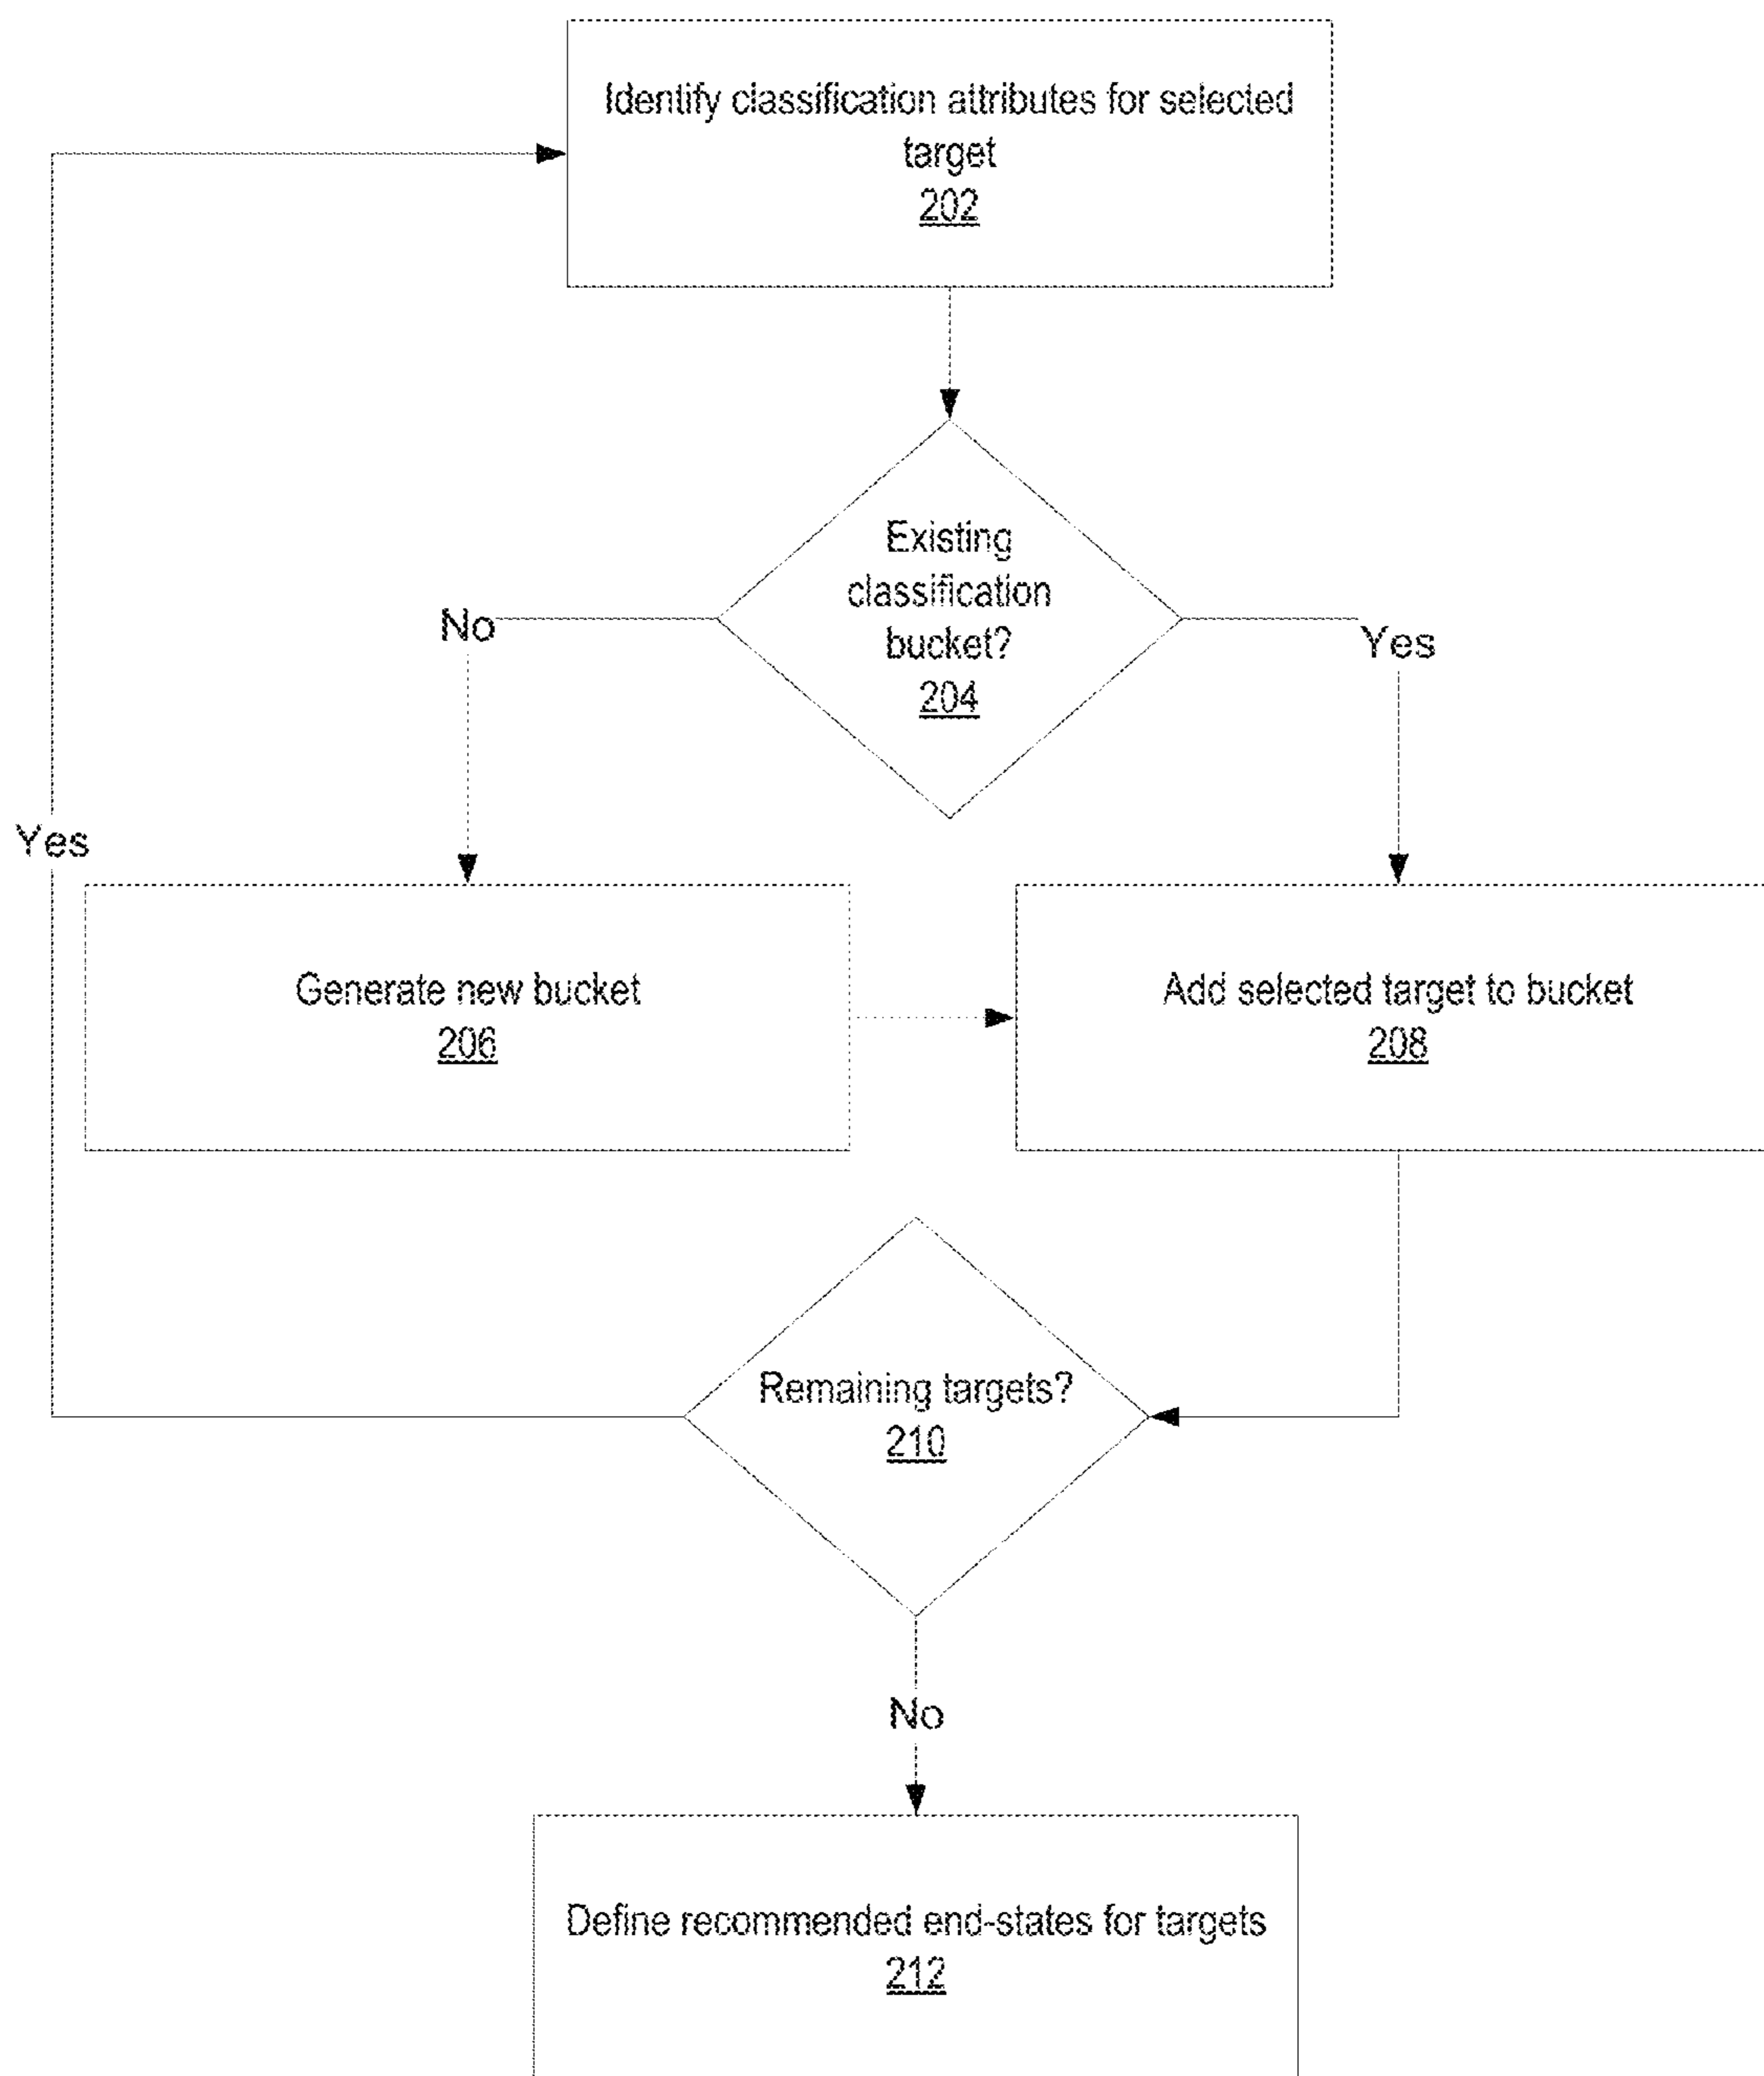 Identify classification attributes for selected
target
202
Existing
classification
bucket?
204
No
Yes
Yes
Generate new bucket
206
Add selected target to bucket
208
Remaining targets?
210
No
Define recommended end-states for targets
212